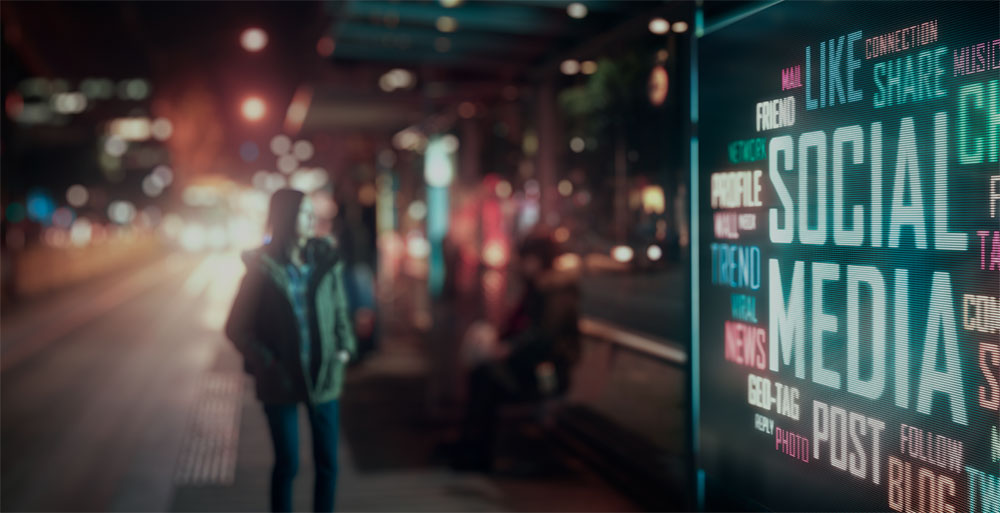 CONNECTION
LIKE
MAIL
MUSIC
SHARE
FRIEND
NETWORK
SOCIAL
PROFILE
WALL
TREND
MEDIA
VIRAL
NEWS
GEO-TAG
POST
REPLY
PHOTO
FOLLOW
BLOG